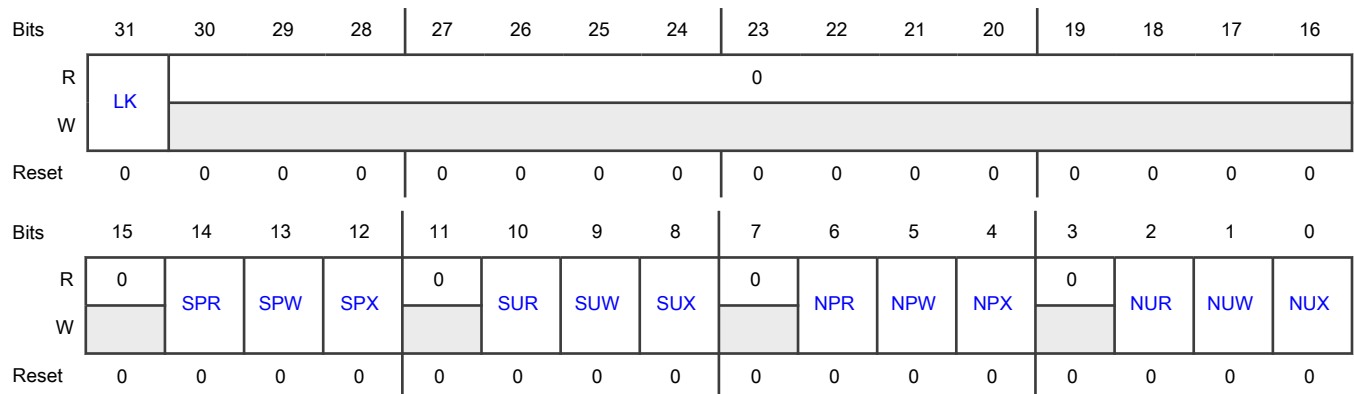 Bits 31 30 29 28 27 26 25 24 23 22 21 20 19 18 17 16
R LK 0
W
Reset 0 0 0 0 0 0 0 0 0 0 0 0 0 0 0 0
Bits 15 14 13 12 11 10 9 8 7 6 5 4 3 2 1 0
R 0 SPR SPW SPX 0 SUR SUW SUX 0 NPR NPW NPX 0 NUR NUW NUX
W
Reset 0 0 0 0 0 0 0 0 0 0 0 0 0 0 0 0